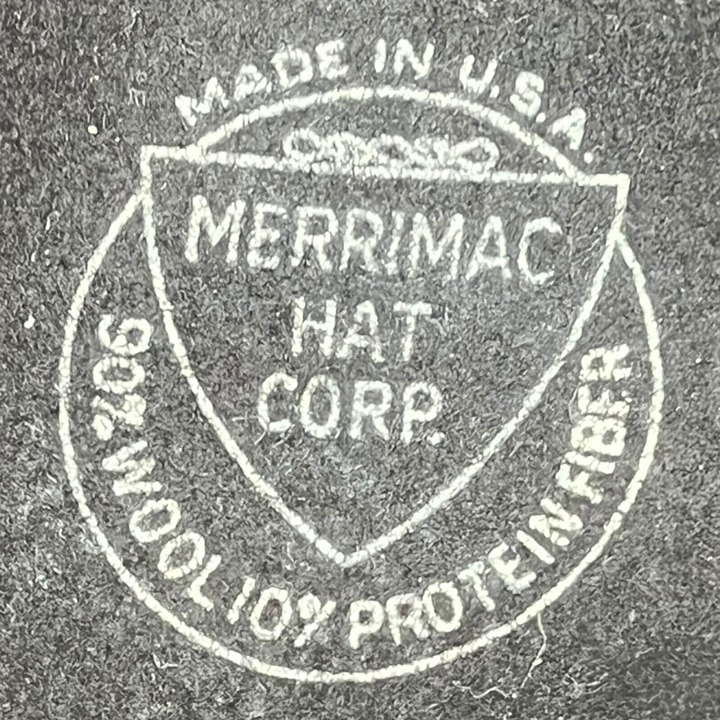 MADE IN U.S.A.
MERRIMAC
HAT
CORP.
90% WOOL 10% PROTEIN FIBER